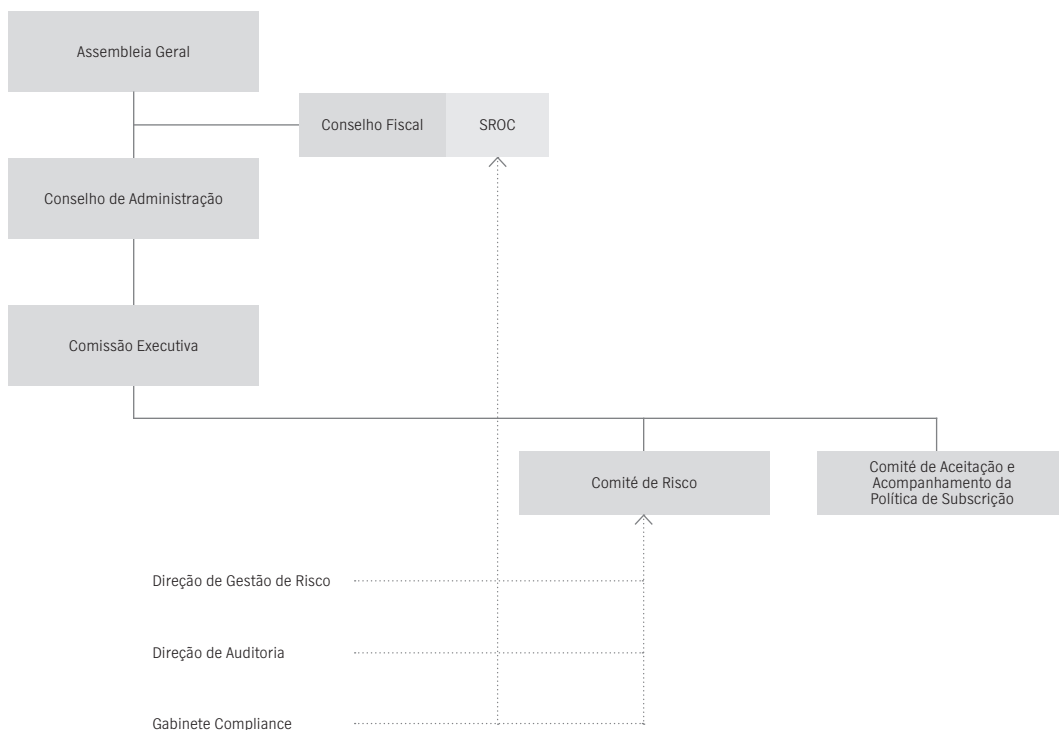 Assembleia Geral
Conselho Fiscal
SROC
Conselho de Administração
Comissão Executiva
Comité de Risco
Comité de Aceitação e
Acompanhamento da
Política de Subscrição
Direção de Gestão de Risco
Direção de Auditoria
Gabinete Compliance